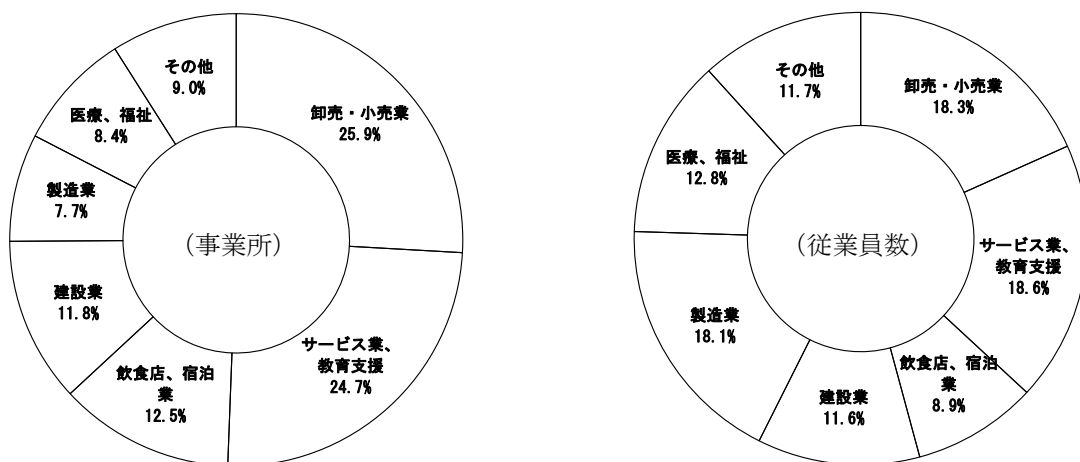 卸売・小売業
25.9%
サービス業、
教育支援
24.7%
飲食店、宿泊
業
12.5%
建設業
11.8%
製造業
7.7%
医療、福祉
8.4%
その他
9.0%
(事業所)
卸売・小売業
18.3%
サービス業、
教育支援
18.6%
飲食店、宿泊
業
8.9%
建設業
11.6%
製造業
18.1%
医療、福祉
12.8%
その他
11.7%
(従業員数)